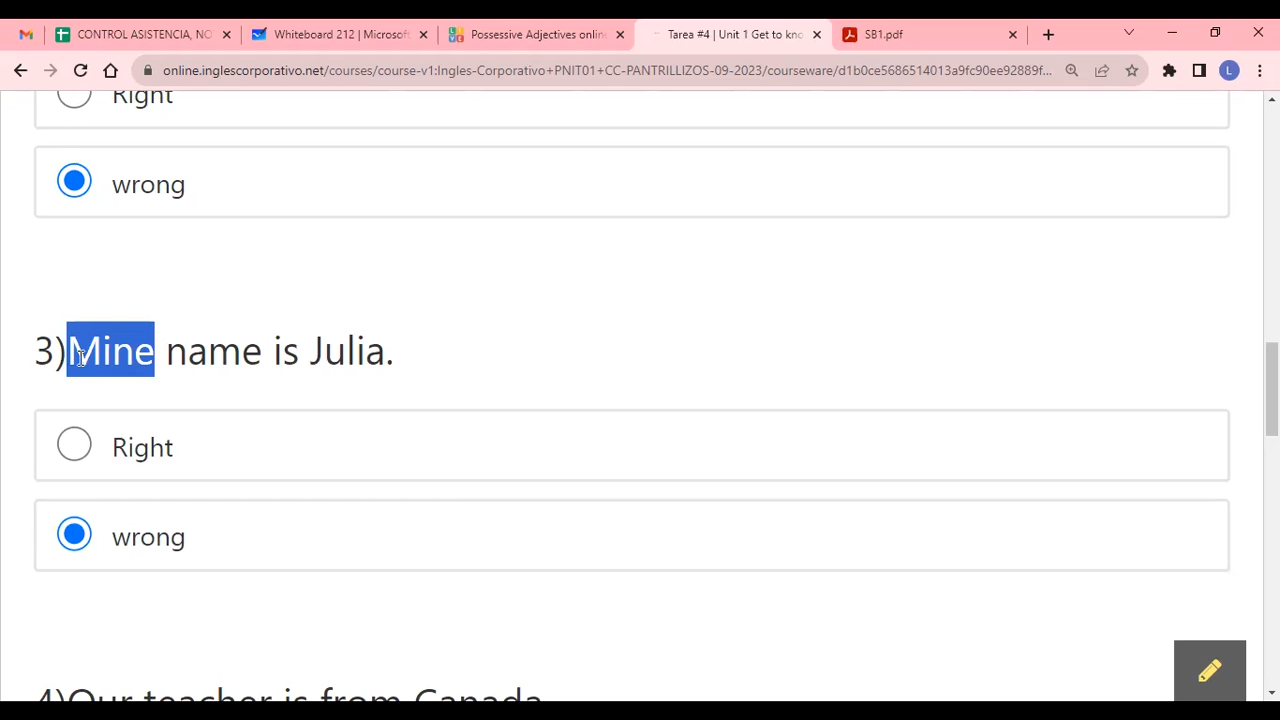 CONTROL ASISTENCIA, NO
Whiteboard 212 | Microsoft
Possessive Adjectives onlin
Tarea #4 | Unit 1 Get to kno
SB1.pdf
online.inglescorporativo.net/courses/course-v1:Ingles-Corporativo+PNIT01+CC-PANTRILLIZOS-09-2023/courseware/d1b0ce5686514013a9fc90ee92889f...
L
Right
wrong
3)Mine name is Julia.
Right
wrong
4)Our teacher is from Canada